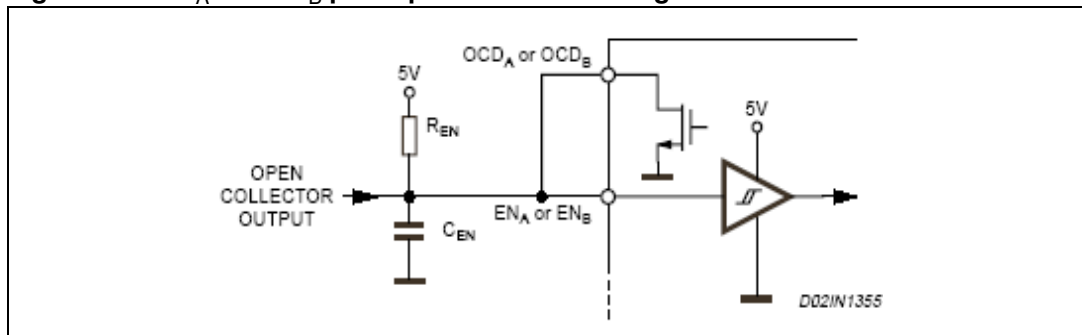 OCDA or OCDB
5V
REN
5V
OPEN
COLLECTOR
OUTPUT
ENA or ENB
CEN
D02IN1355